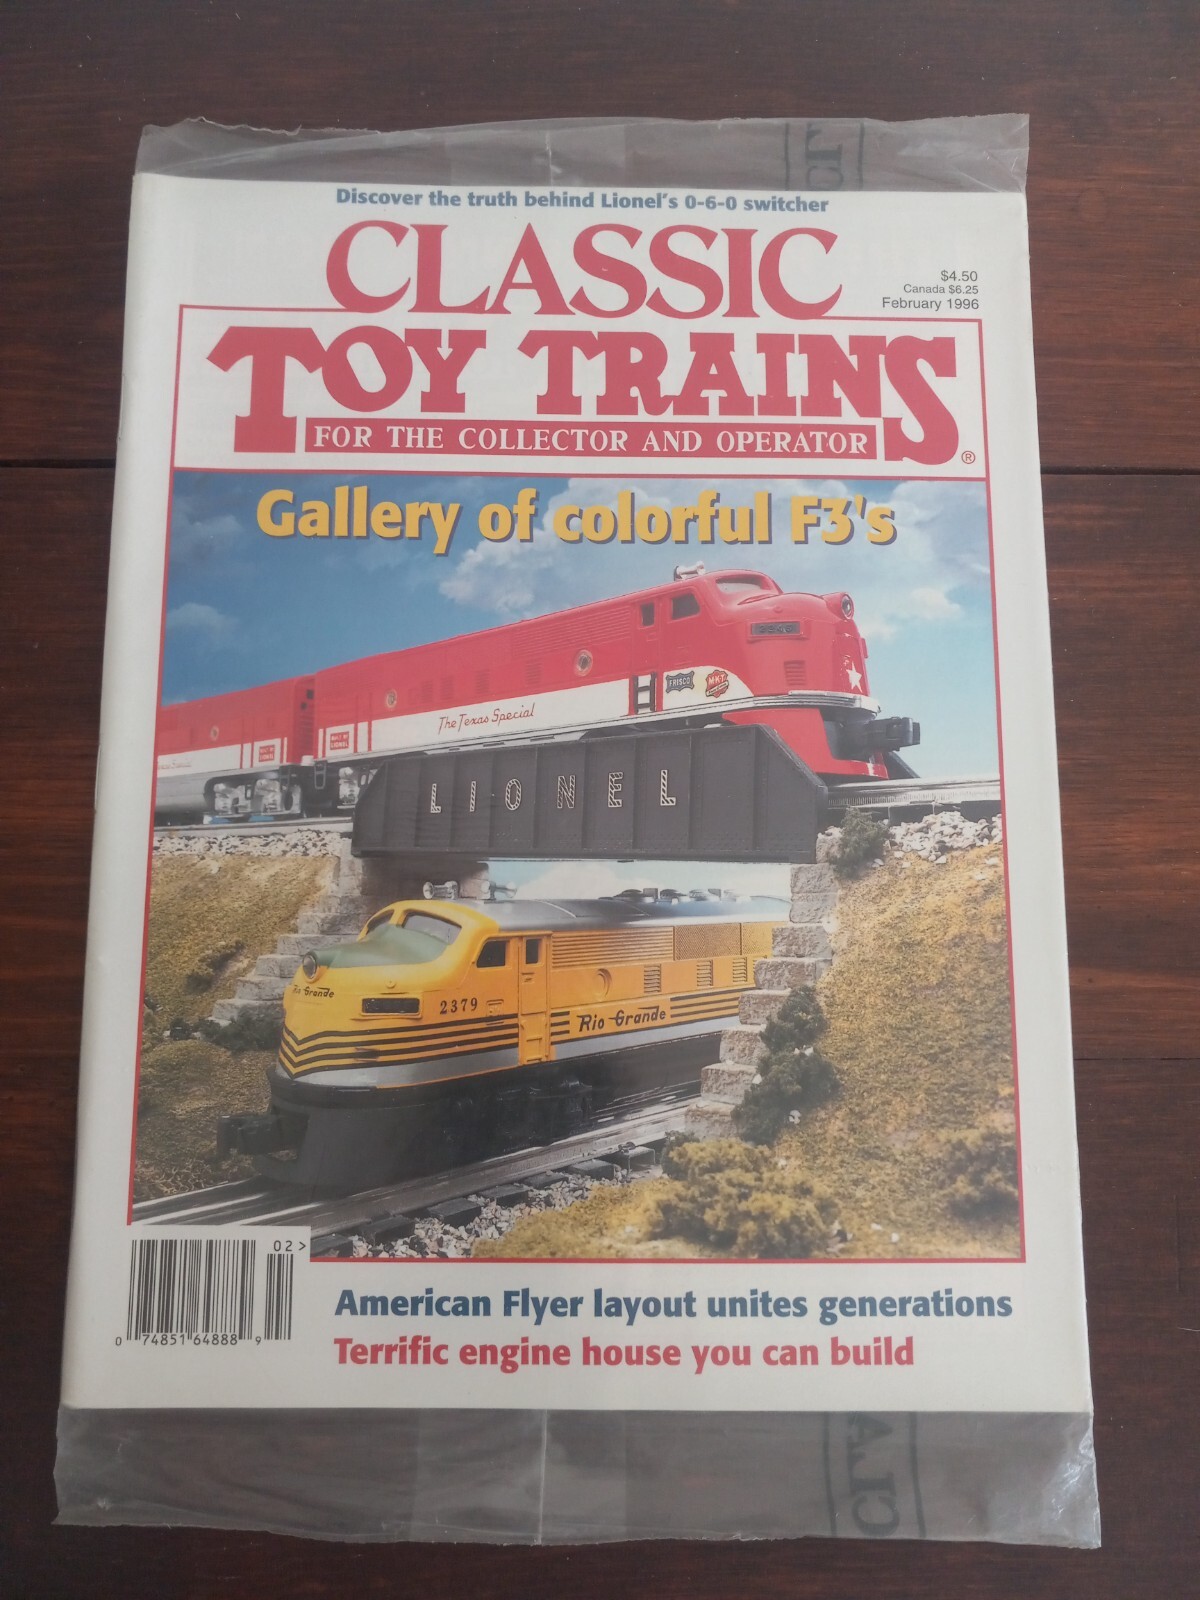 Discover the truth behind Lionel's 0-6-0 switcher
CLASSIC
$4.50
Canada $6.25
February 1996
TOY TRAINS
FOR THE COLLECTOR AND OPERATOR
®
Gallery of colorful F3's
FRISCO
M-K-T
The Texas Special
LIONEL
Rio Grande
2379
Rio Grande
02>
0 74851 64888 9
American Flyer layout unites generations
Terrific engine house you can build